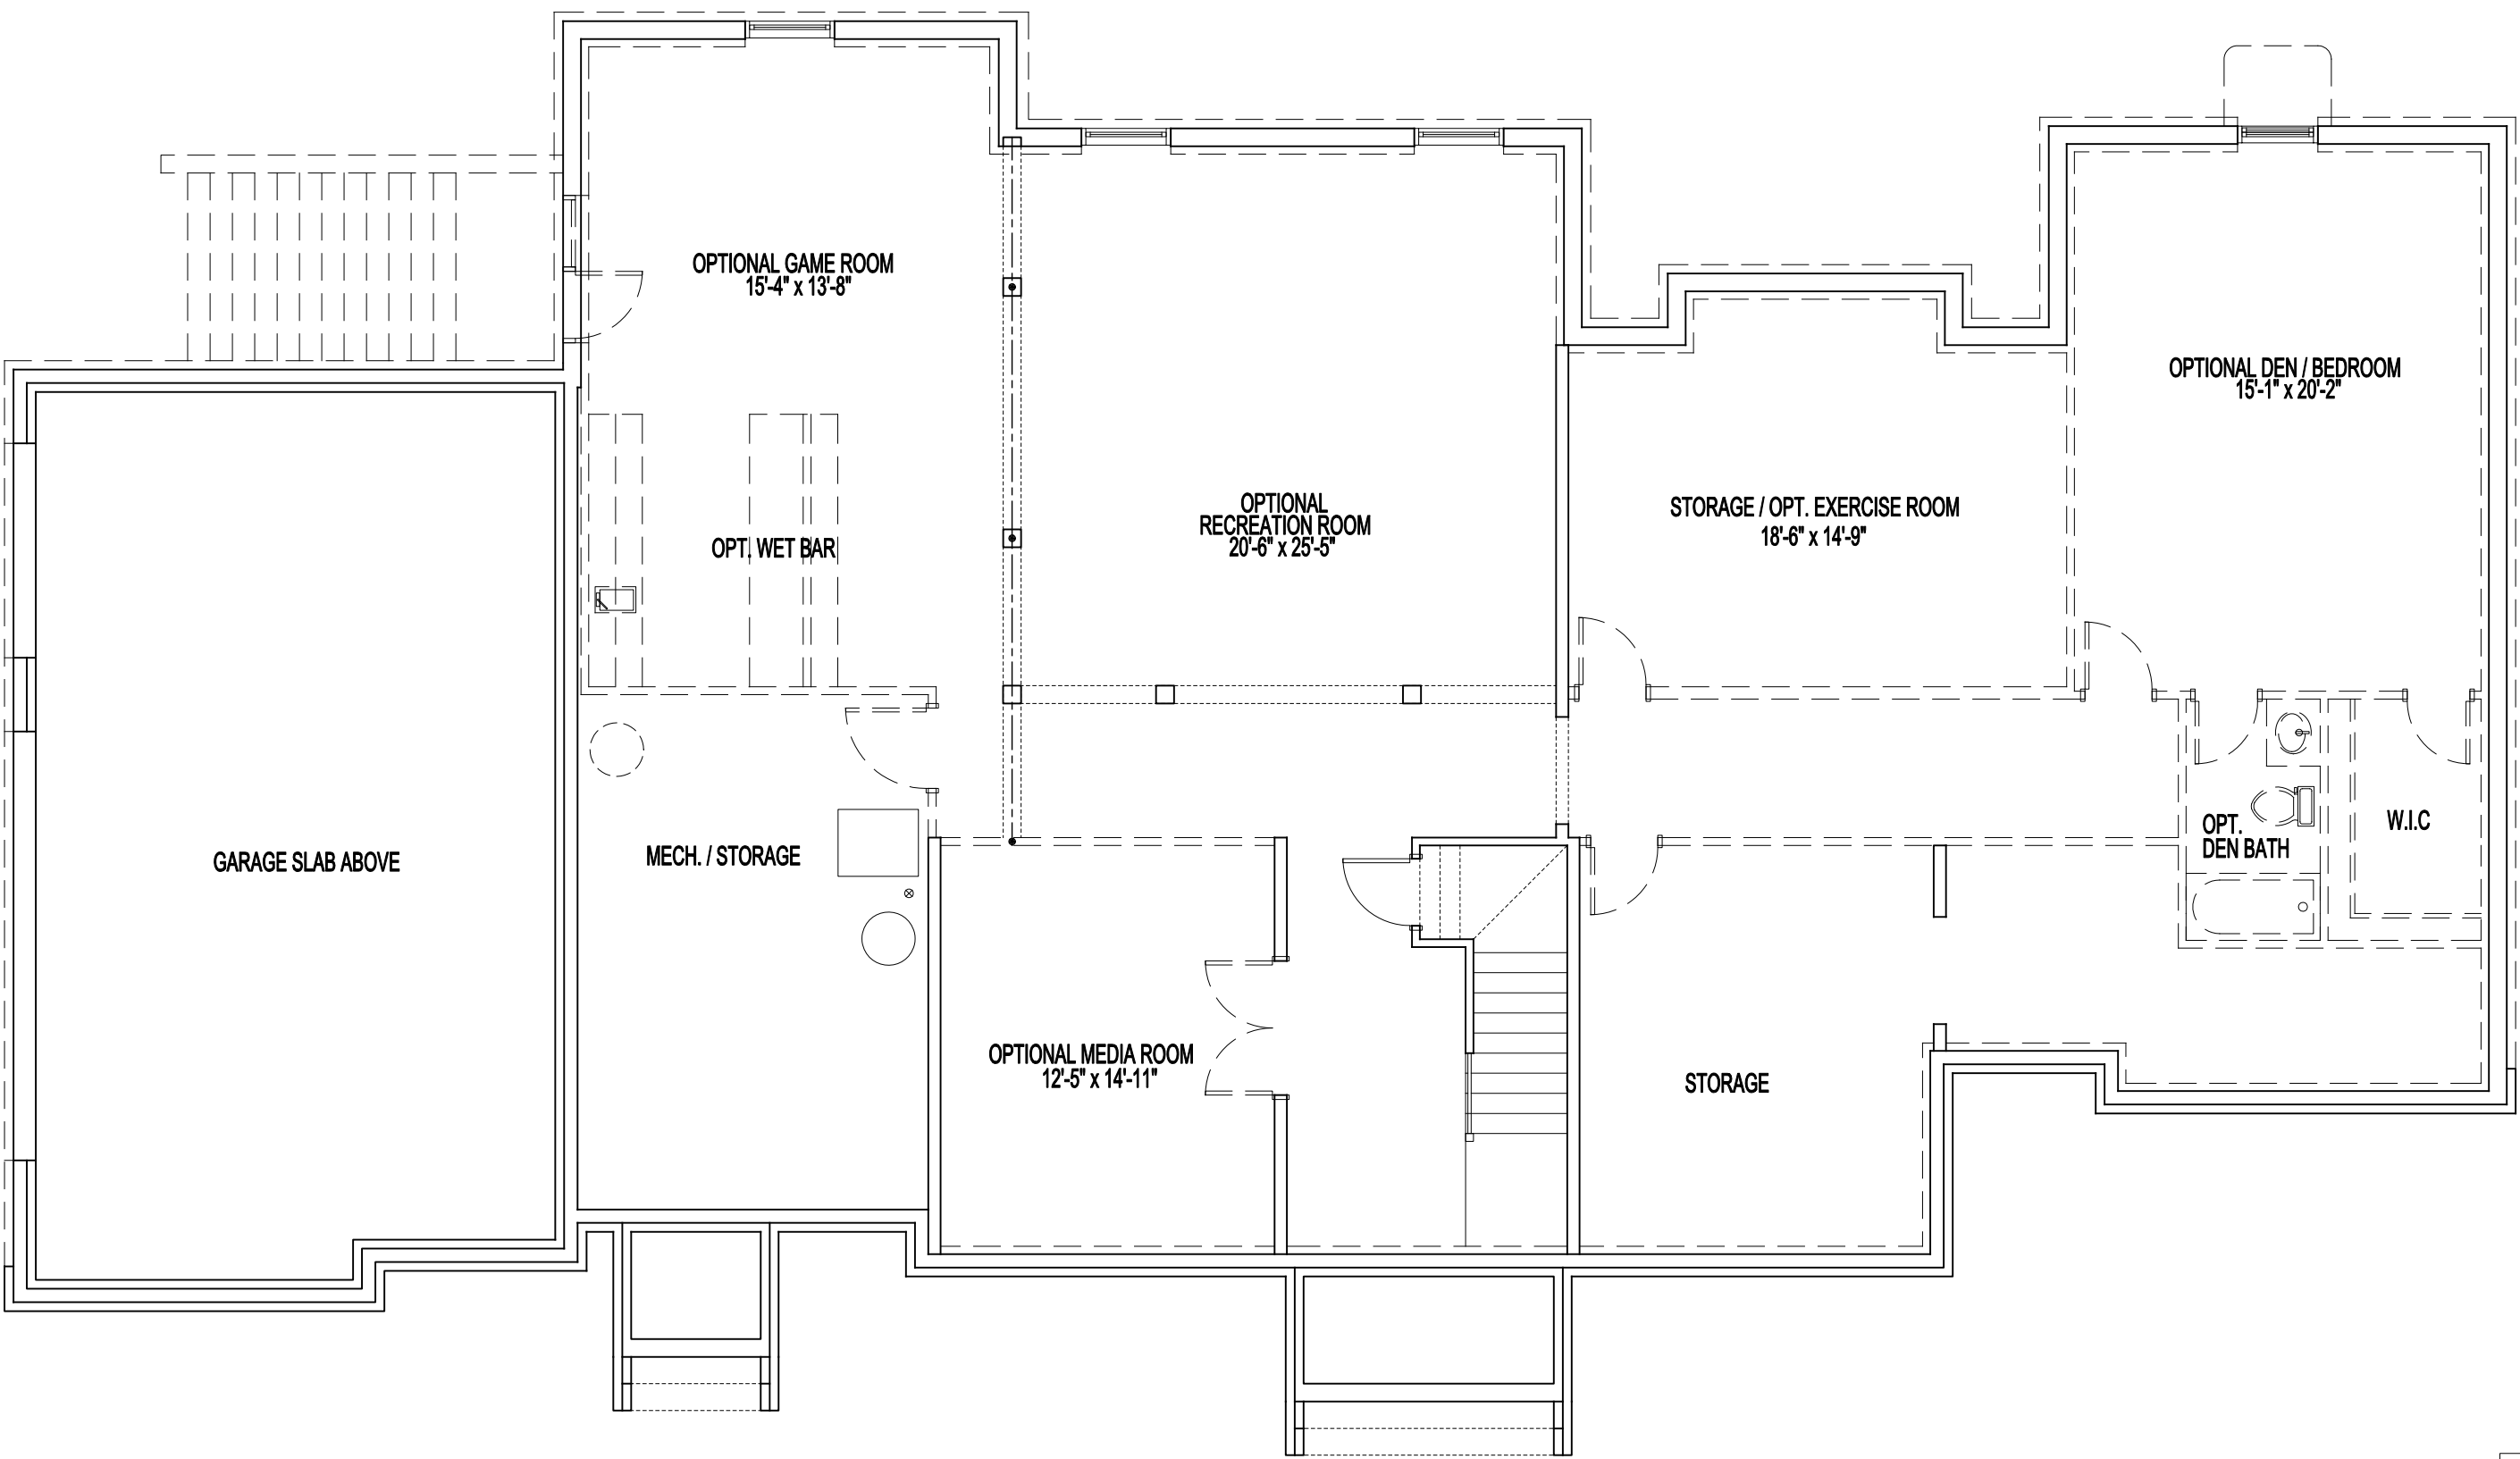 OPTIONAL GAME ROOM
15'-4" x 13'-8"
OPTIONAL DEN / BEDROOM
15'-1" x 20'-2"
OPTIONAL
RECREATION ROOM
20'-6" x 25'-5"
STORAGE / OPT. EXERCISE ROOM
18'-6" x 14'-9"
OPT. WET BAR
GARAGE SLAB ABOVE
MECH. / STORAGE
OPT.
DEN BATH
W.I.C
OPTIONAL MEDIA ROOM
12'-5" x 14'-11"
STORAGE